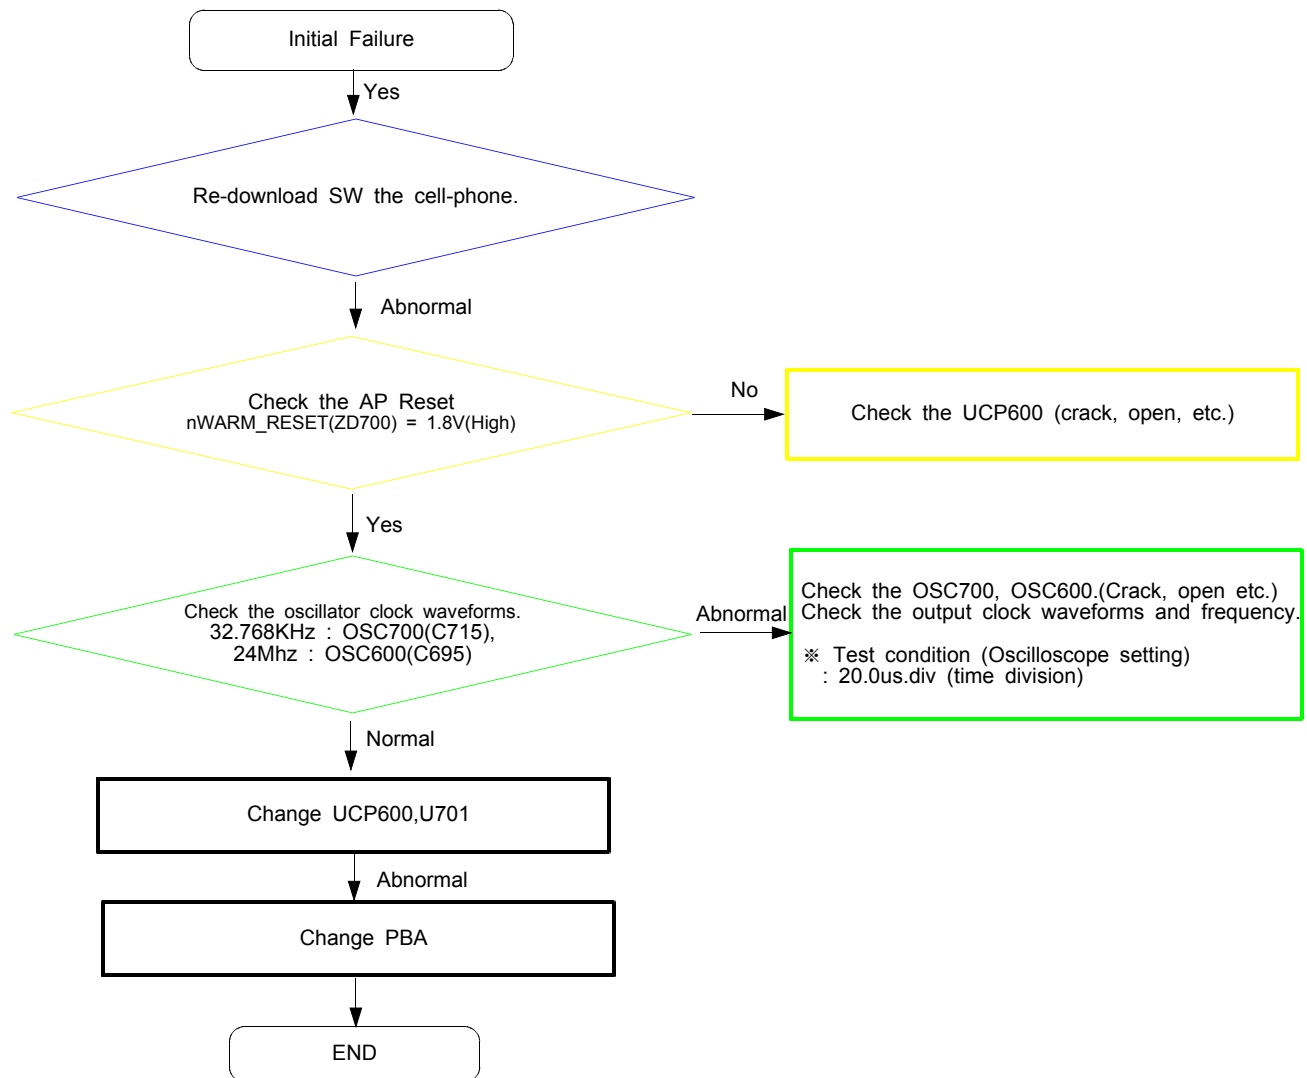 Initial Failure
Yes
Re-download SW the cell-phone.
Abnormal
Check the AP Reset
nWARM_RESET(ZD700) = 1.8V(High)
No
Check the UCP600 (crack, open, etc.)
Yes
Check the oscillator clock waveforms.
32.768KHz : OSC700(C715),
24Mhz : OSC600(C695)
Abnormal
Check the OSC700, OSC600.(Crack, open etc.)
Check the output clock waveforms and frequency.
※ Test condition (Oscilloscope setting)
: 20.0us.div (time division)
Normal
Change UCP600,U701
Abnormal
Change PBA
END